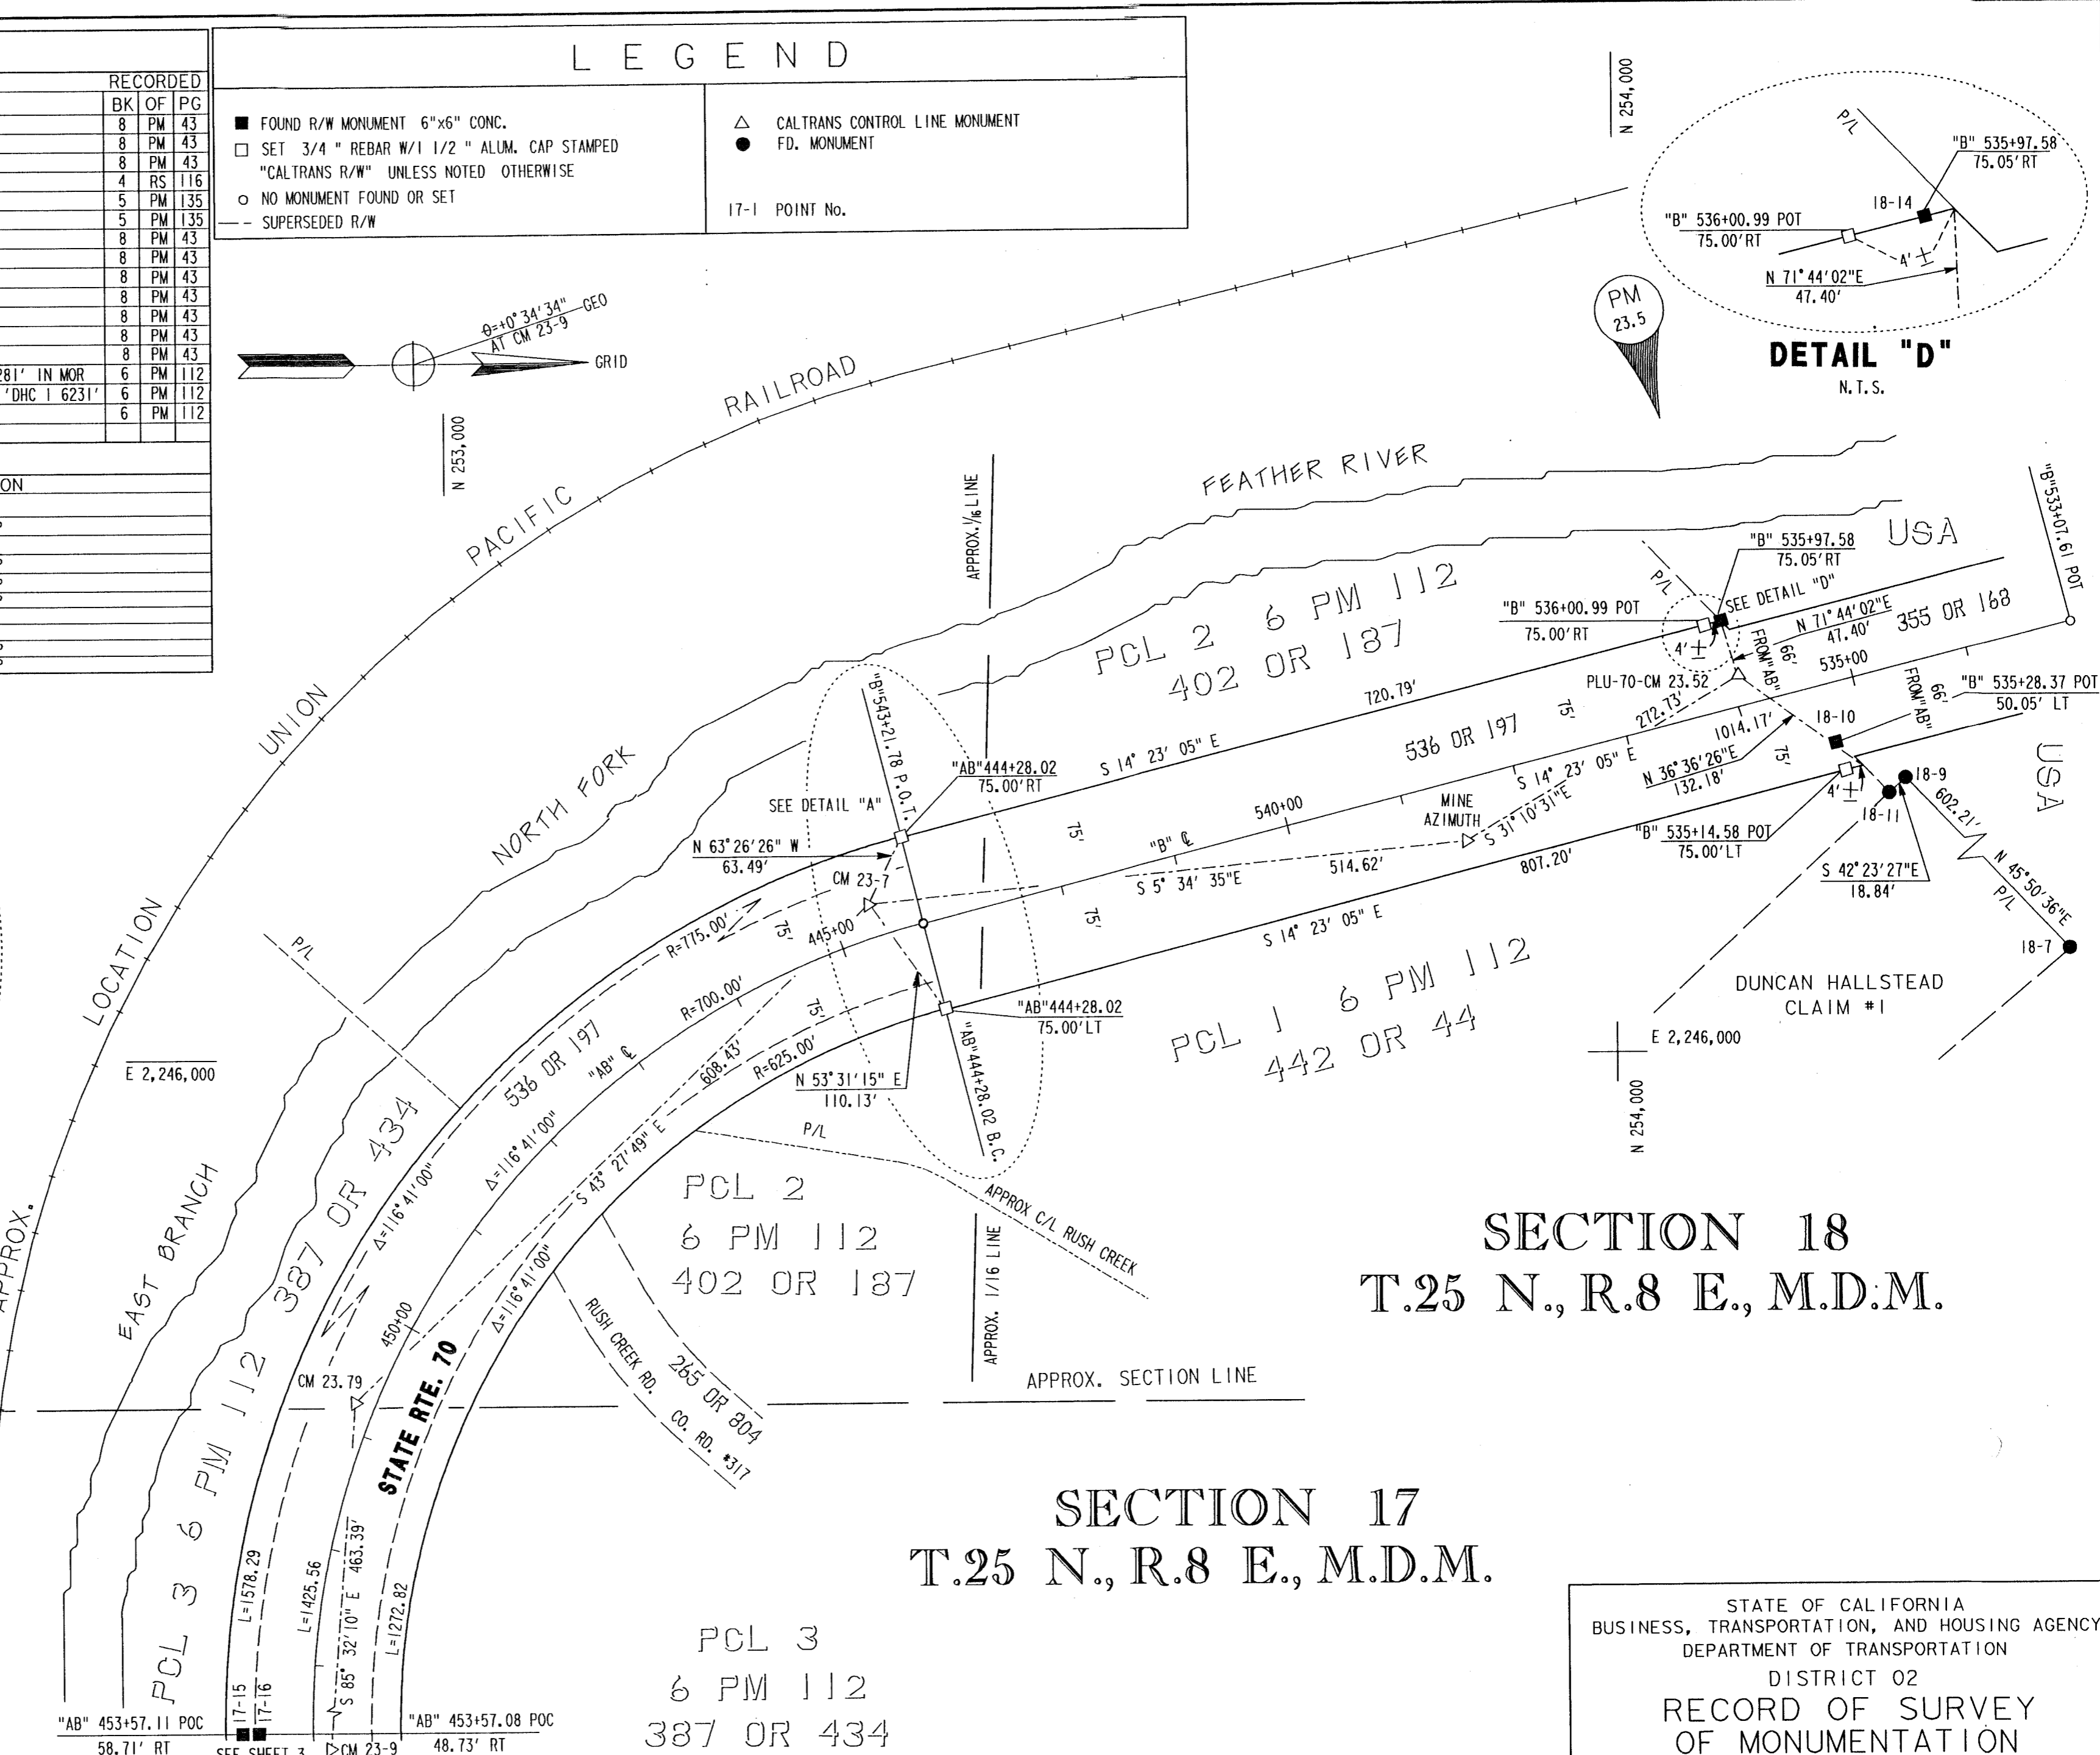 RECORDED
BK OF PG
8 PM 43
8 PM 43
8 PM 43
4 RS 116
5 PM 135
5 PM 135
8 PM 43
8 PM 43
8 PM 43
8 PM 43
8 PM 43
8 PM 43
8 PM 43
281' IN MOR 6 PM 112
'DHC 1 6231' 6 PM 112
6 PM 112
ON
LEGEND
■ FOUND R/W MONUMENT 6"x6" CONC.
□ SET 3/4 " REBAR W/1 1/2 " ALUM. CAP STAMPED
"CALTRANS R/W" UNLESS NOTED OTHERWISE
○ NO MONUMENT FOUND OR SET
--- SUPERSEDED R/W
△ CALTRANS CONTROL LINE MONUMENT
● FD. MONUMENT
17-1 POINT No.
θ=+0°34'34"
AT CM 23-9
GEO
GRID
N 253,000
N 254,000
P/L
"B" 535+97.58
75.05'RT
18-14
"B" 536+00.99 POT
75.00'RT
4'±
N 71°44'02"E
47.40'
DETAIL "D"
N.T.S.
PM
23.5
APPROX.
LOCATION
UNION
PACIFIC
RAILROAD
FEATHER RIVER
NORTH FORK
EAST BRANCH
APPROX. 1/16 LINE
USA
"B" 533+07.61 POT
PCL 2 6 PM 112
402 OR 187
"B" 535+97.58
75.05'RT
P/L
"B" 536+00.99 POT
75.00'RT
SEE DETAIL "D"
4'±
N 71°44'02"E
47.40'
355 OR 168
66'
FROM"AB"
535+00
PLU-70-CM 23.52
66'
FROM"AB"
"B" 535+28.37 POT
50.05' LT
720.79'
272.73'
1014.17'
18-10
536 OR 197
75'
S 14° 23' 05" E
S 14° 23' 05" E
N 36°36'26"E
132.18'
75'
USA
"B"543+21.78 P.O.T.
"AB"444+28.02
75.00'RT
SEE DETAIL "A"
N 63°26'26" W
63.49'
CM 23-7
75'
"B" ℄
540+00
MINE
AZIMUTH
S 31°10'31"E
S 5° 34' 35"E
514.62'
807.20'
"B" 535+14.58 POT
75.00'LT
4'±
18-9
18-11
602.21'
S 42°23'27"E
18.84'
N 45°50'36"E
P/L
18-7
75'
S 14° 23' 05" E
DUNCAN HALLSTEAD
CLAIM #1
R=775.00'
75'
445+00
R=700.00'
75'
608.43'
R=625.00'
N 53°31'15" E
110.13'
"AB"444+28.02
75.00'LT
"AB"444+28.02 B.C.
PCL 1 6 PM 112
442 OR 44
E 2,246,000
N 254,000
P/L
E 2,246,000
536 OR 197
"AB" ℄
Δ=116°41'00"
Δ=116°41'00"
S 43° 27'49" E
Δ=116°41'00"
P/L
APPROX C/L RUSH CREEK
PCL 2
6 PM 112
402 OR 187
APPROX. 1/16 LINE
APPROX. SECTION LINE
RUSH CREEK RD.
CO. RD. #317
265 OR 804
SECTION 18
T.25 N., R.8 E., M.D.M.
SECTION 17
T.25 N., R.8 E., M.D.M.
PCL 3 6 PM 112 387 OR 434
450+00
CM 23.79
STATE RTE. 70
L=1578.29
L=1425.56
S 85° 32'10" E 463.39'
L=1272.82
17-15
17-16
"AB" 453+57.11 POC
58.71' RT
SEE SHEET 3
CM 23-9
"AB" 453+57.08 POC
48.73' RT
PCL 3
6 PM 112
387 OR 434
STATE OF CALIFORNIA
BUSINESS, TRANSPORTATION, AND HOUSING AGENCY
DEPARTMENT OF TRANSPORTATION
DISTRICT 02
RECORD OF SURVEY
OF MONUMENTATION